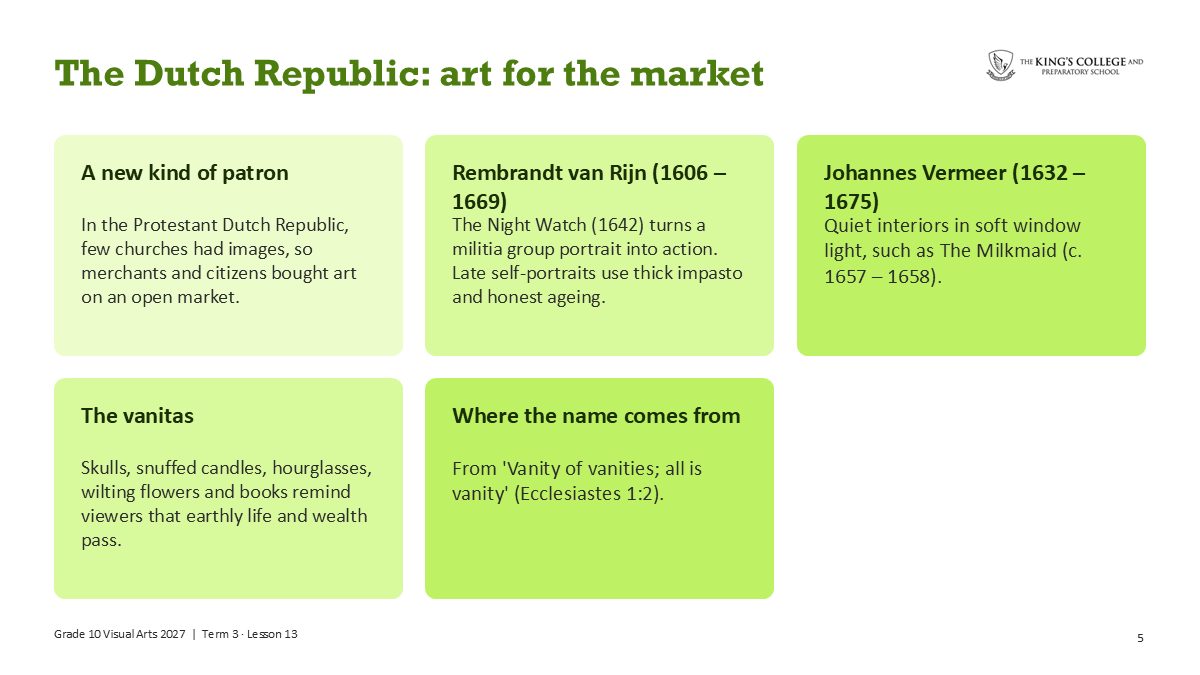 The Dutch Republic: art for the market
THE KING'S COLLEGE AND
PREPARATORY SCHOOL
A new kind of patron
In the Protestant Dutch Republic,
few churches had images, so
merchants and citizens bought art
on an open market.
Rembrandt van Rijn (1606 –
1669)
The Night Watch (1642) turns a
militia group portrait into action.
Late self-portraits use thick impasto
and honest ageing.
Johannes Vermeer (1632 –
1675)
Quiet interiors in soft window
light, such as The Milkmaid (c.
1657 – 1658).
The vanitas
Skulls, snuffed candles, hourglasses,
wilting flowers and books remind
viewers that earthly life and wealth
pass.
Where the name comes from
From 'Vanity of vanities; all is
vanity' (Ecclesiastes 1:2).
Grade 10 Visual Arts 2027 | Term 3 · Lesson 13
5